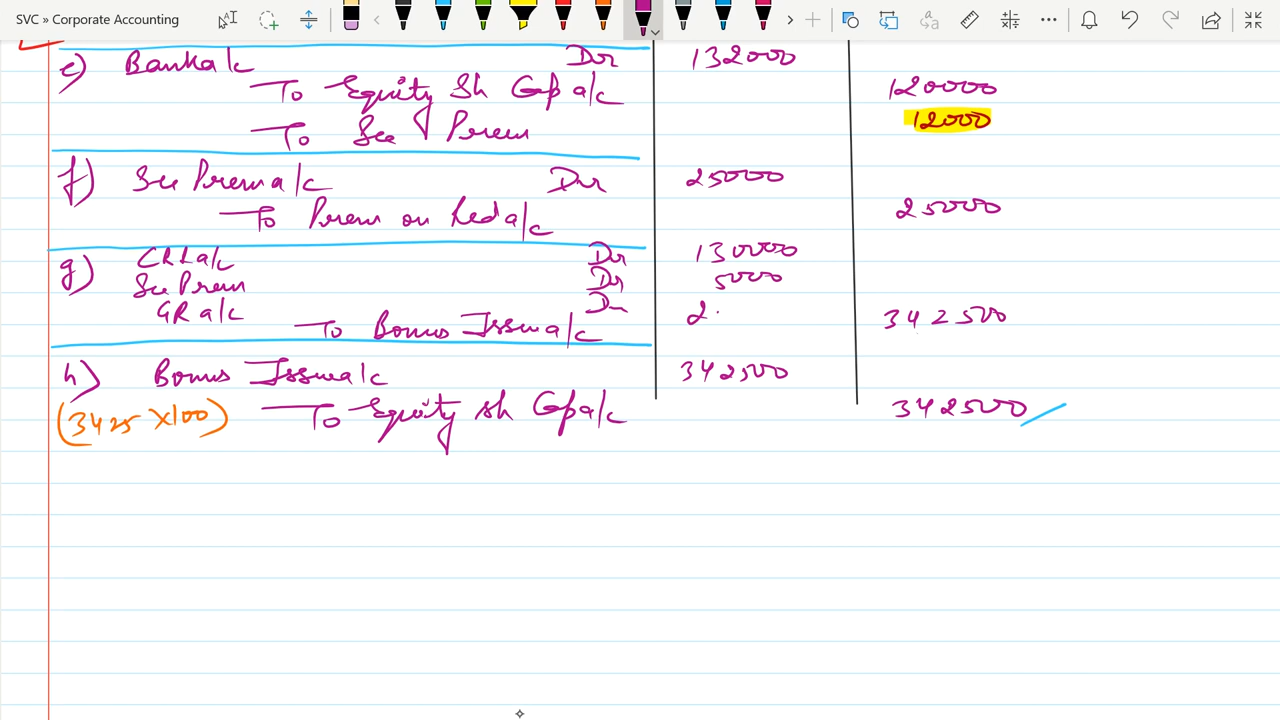 SVC » Corporate Accounting
e) Bank a/c Dr 132000
To Equity Sh Cap a/c 120000
To Sec Prem 12000
f) Sec Prem a/c Dr 25000
To Prem on Red a/c 25000
g) CRR a/c Dr 130000
Sec Prem Dr 5000
GR a/c Dr 2
To Bonus Issue a/c 342500
h) Bonus Issue a/c 342500
(3425 X100) To Equity sh Cap a/c 342500